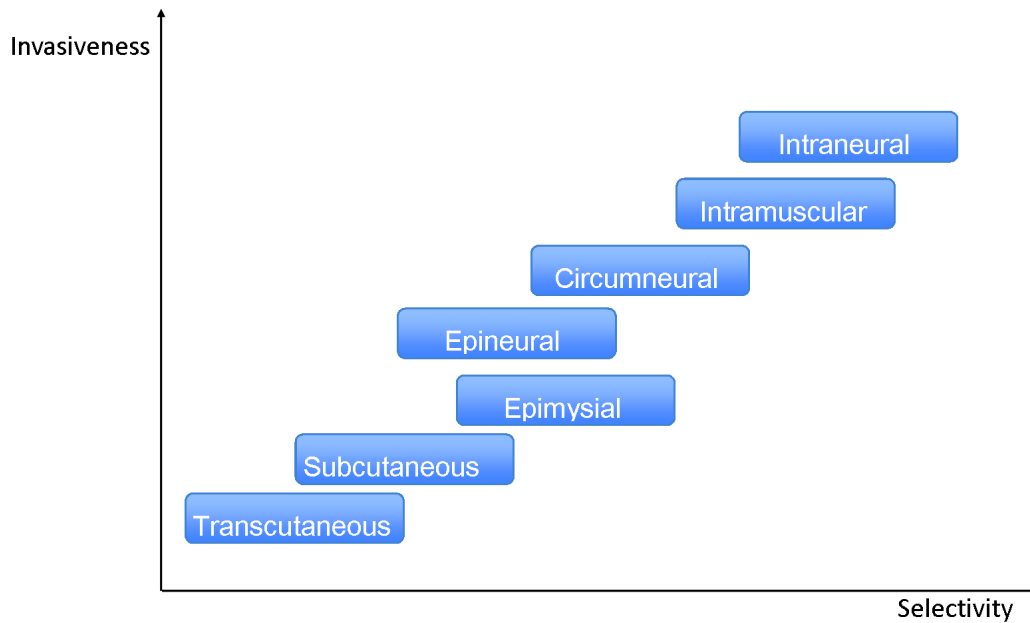 Invasiveness
Intraneural
Intramuscular
Circumneural
Epineural
Epimysial
Subcutaneous
Transcutaneous
Selectivity